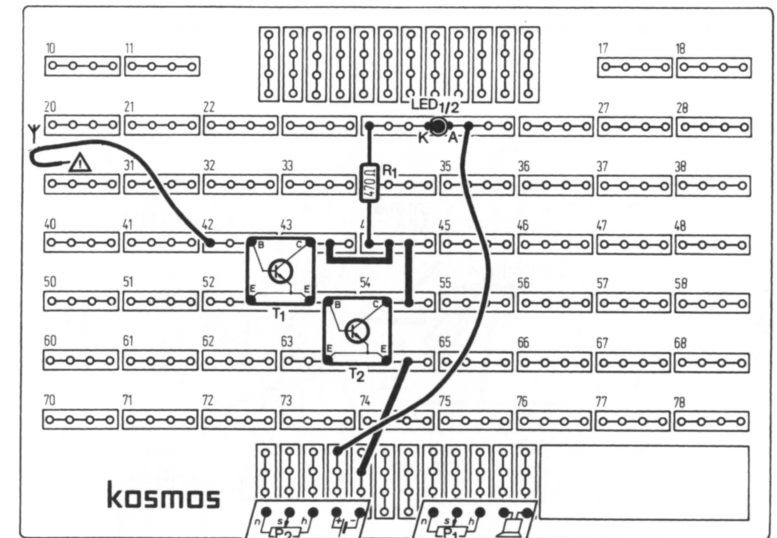 10 11 17 18
LED1/2
20 21 22 27 28
K A
31 32 33 R1 35 36 37 38
470Ω
40 41 42 43 45 46 47 48
B C
E E
50 51 52 54 55 56 57 58
T1 B C
E E
60 61 62 63 65 66 67 68
T2
70 71 72 73 74 75 76 77 78
kosmos
n s h + - n s h
P2 P1